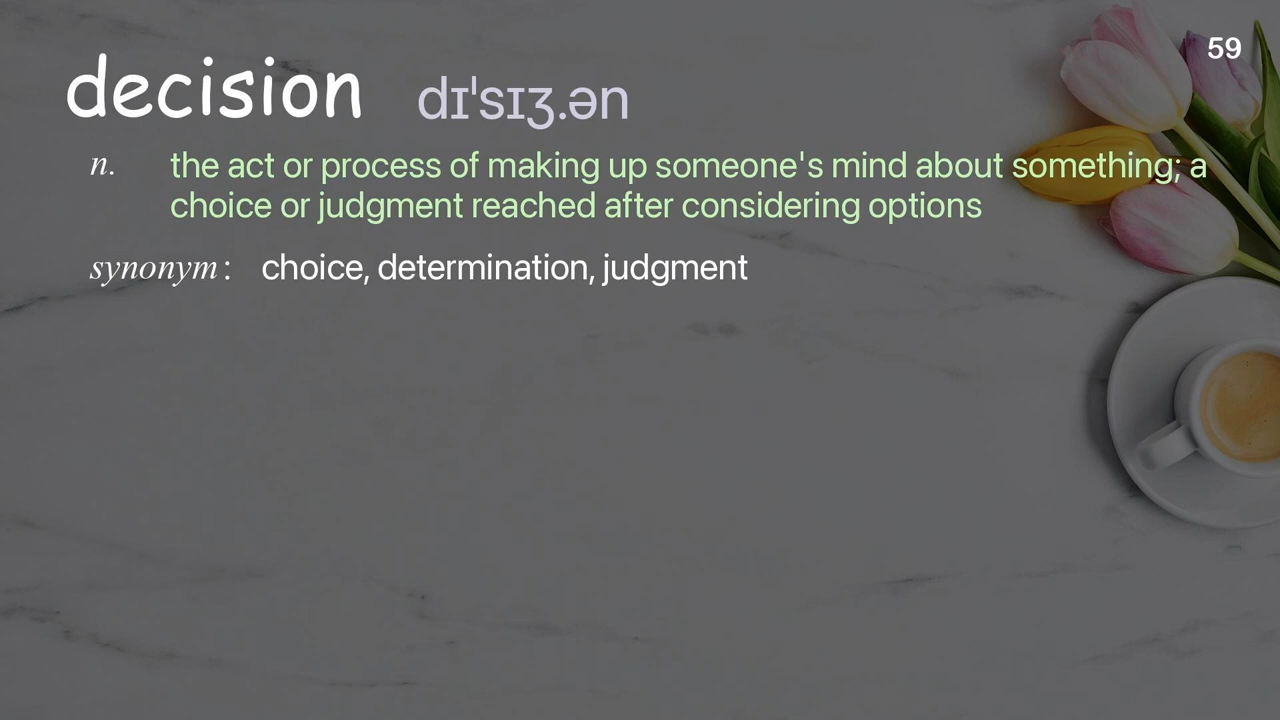 59
decision dɪˈsɪʒ.ən
n. the act or process of making up someone's mind about something; a
choice or judgment reached after considering options
synonym: choice, determination, judgment